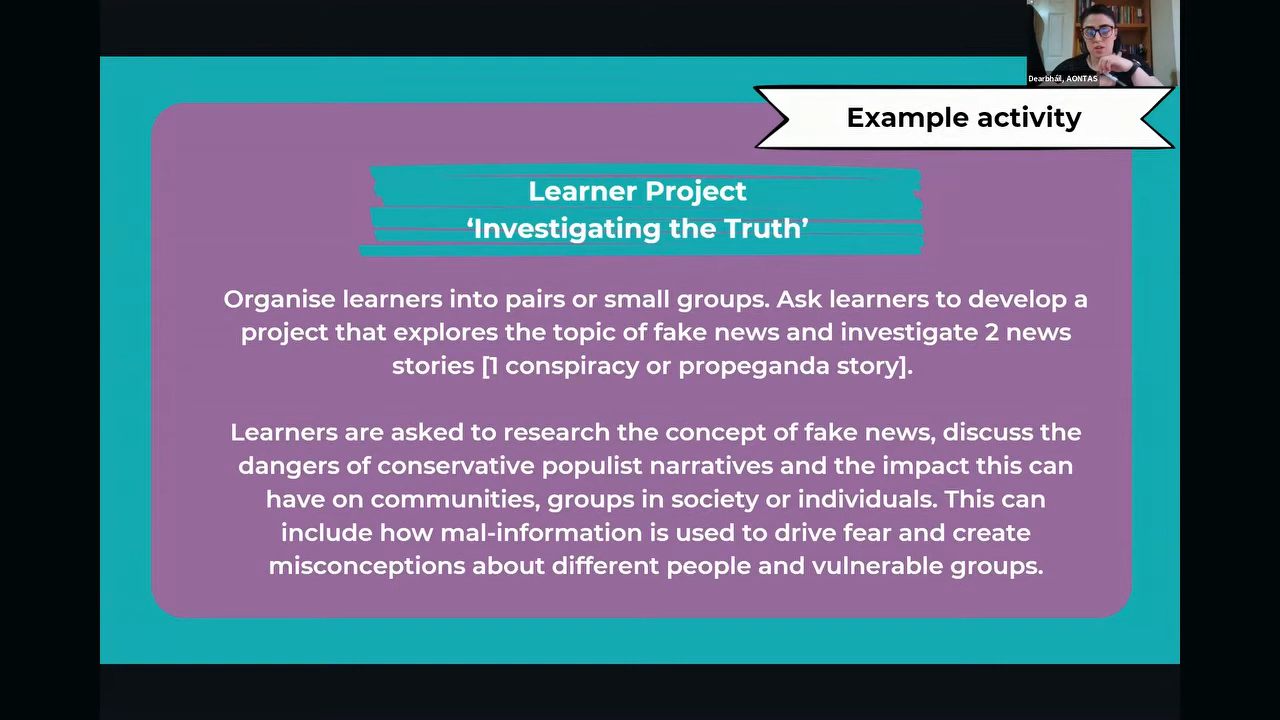 Dearbháil, AONTAS
Example activity
Learner Project
‘Investigating the Truth’
Organise learners into pairs or small groups. Ask learners to develop a
project that explores the topic of fake news and investigate 2 news
stories [1 conspiracy or propeganda story].
Learners are asked to research the concept of fake news, discuss the
dangers of conservative populist narratives and the impact this can
have on communities, groups in society or individuals. This can
include how mal-information is used to drive fear and create
misconceptions about different people and vulnerable groups.